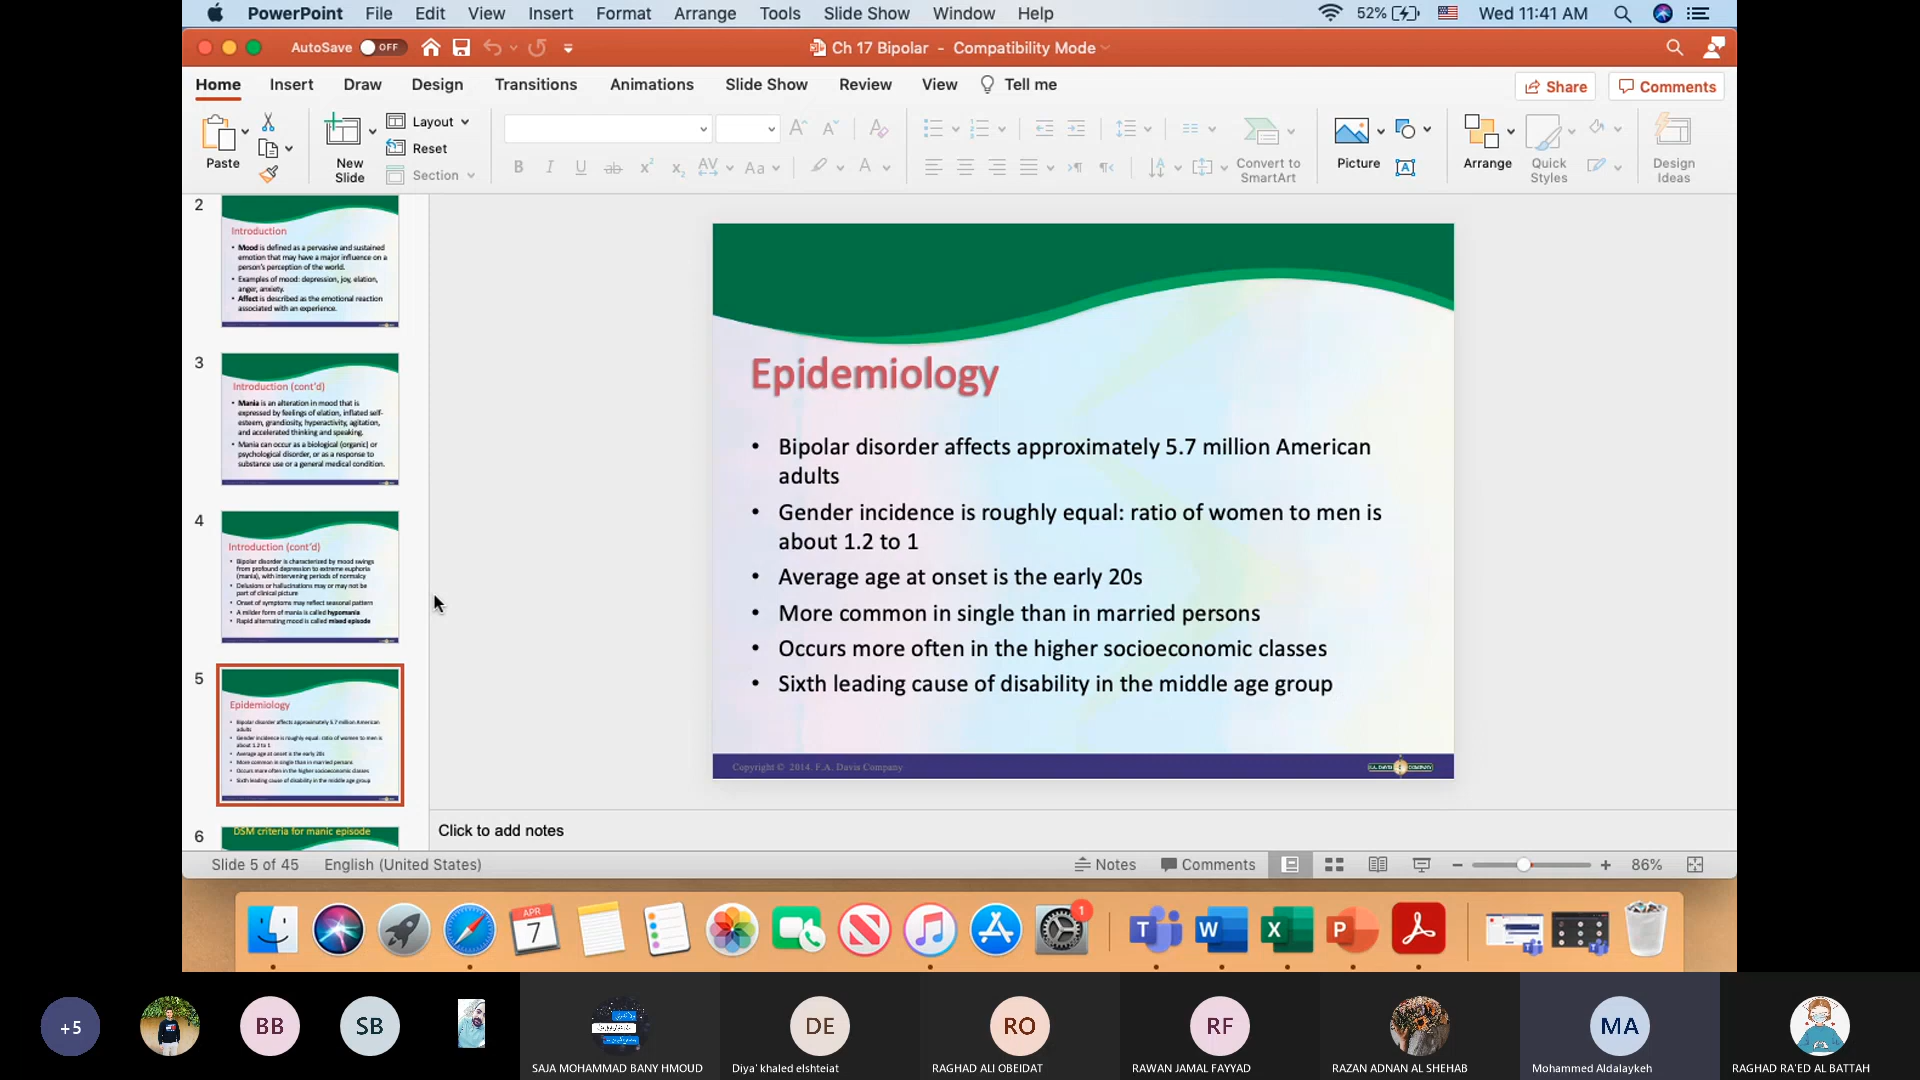 PowerPoint File Edit View Insert Format Arrange Tools Slide Show Window Help 52% Wed 11:41 AM
AutoSave OFF Ch 17 Bipolar - Compatibility Mode
Home Insert Draw Design Transitions Animations Slide Show Review View Tell me Share Comments
Paste New Slide Layout Reset Section Convert to SmartArt Picture Arrange Quick Styles Design Ideas
2
Introduction
• Mood is defined as a pervasive and sustained
emotion that may have a major influence on a
person's perception of the world.
• Examples of mood: depression, joy, elation,
anger, anxiety.
• Affect is described as the emotional reaction
associated with an experience.
3
Introduction (cont'd)
• Mania is an alteration in mood that is
expressed by feelings of elation, inflated self-
esteem, grandiosity, hyperactivity, agitation,
and accelerated thinking and speaking.
• Mania can occur as a biological (organic) or
psychological disorder, or as a response to
substance use or a general medical condition.
4
Introduction (cont'd)
• Bipolar disorder is characterized by mood swings
from profound depression to extreme euphoria
(mania), with intervening periods of normalcy
• Delusions or hallucinations may or may not be
part of clinical picture
• Onset of symptoms may reflect seasonal pattern
• A milder form of mania is called hypomania
• Rapid alternating mood is called mixed episode
5
Epidemiology
• Bipolar disorder affects approximately 5.7 million American
adults
• Gender incidence is roughly equal: ratio of women to men is
about 1.2 to 1
• Average age at onset is the early 20s
• More common in single than in married persons
• Occurs more often in the higher socioeconomic classes
• Sixth leading cause of disability in the middle age group
6
DSM criteria for manic episode
Epidemiology
• Bipolar disorder affects approximately 5.7 million American
adults
• Gender incidence is roughly equal: ratio of women to men is
about 1.2 to 1
• Average age at onset is the early 20s
• More common in single than in married persons
• Occurs more often in the higher socioeconomic classes
• Sixth leading cause of disability in the middle age group
Copyright © 2014. F.A. Davis Company
F.A. DAVIS COMPANY
Click to add notes
Slide 5 of 45 English (United States) Notes Comments 86%
APR
7
1
+5 BB SB DE RO RF MA
SAJA MOHAMMAD BANY HMOUD Diya' khaled elshteiat RAGHAD ALI OBEIDAT RAWAN JAMAL FAYYAD RAZAN ADNAN AL SHEHAB Mohammed Aldalaykeh RAGHAD RA'ED AL BATTAH